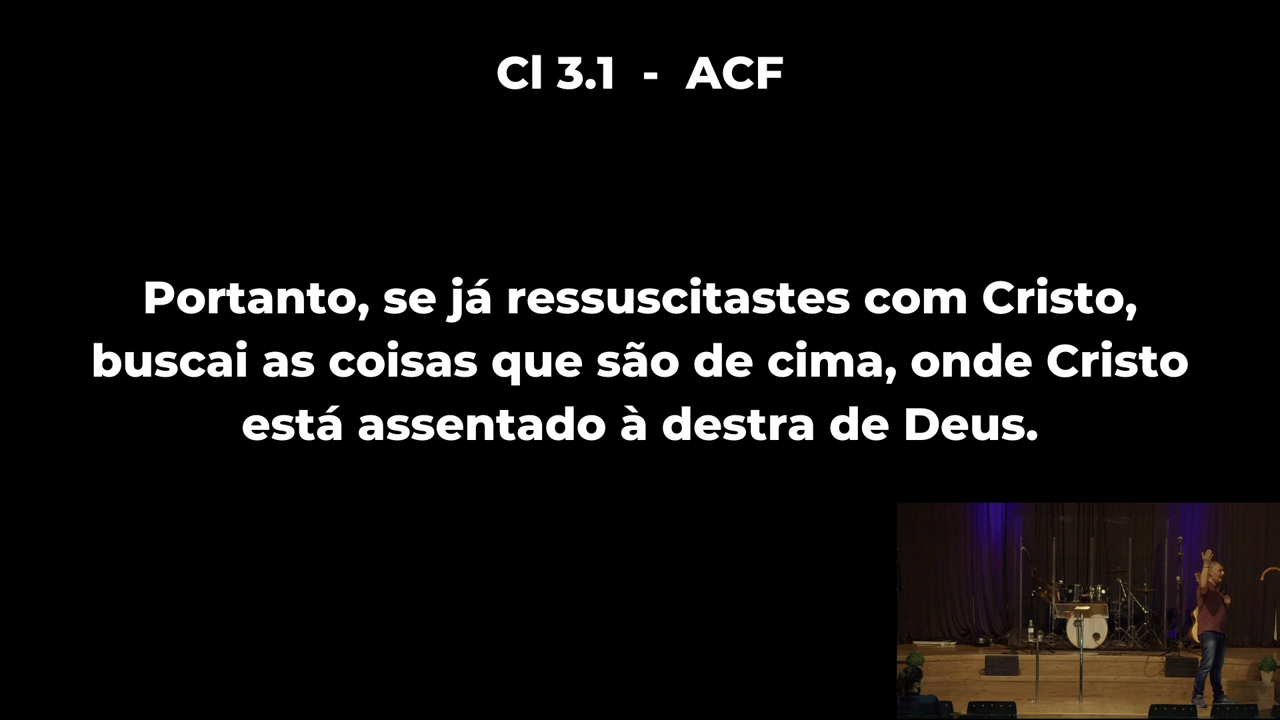 Cl 3.1 - ACF
Portanto, se já ressuscitastes com Cristo,
buscai as coisas que são de cima, onde Cristo
está assentado à destra de Deus.